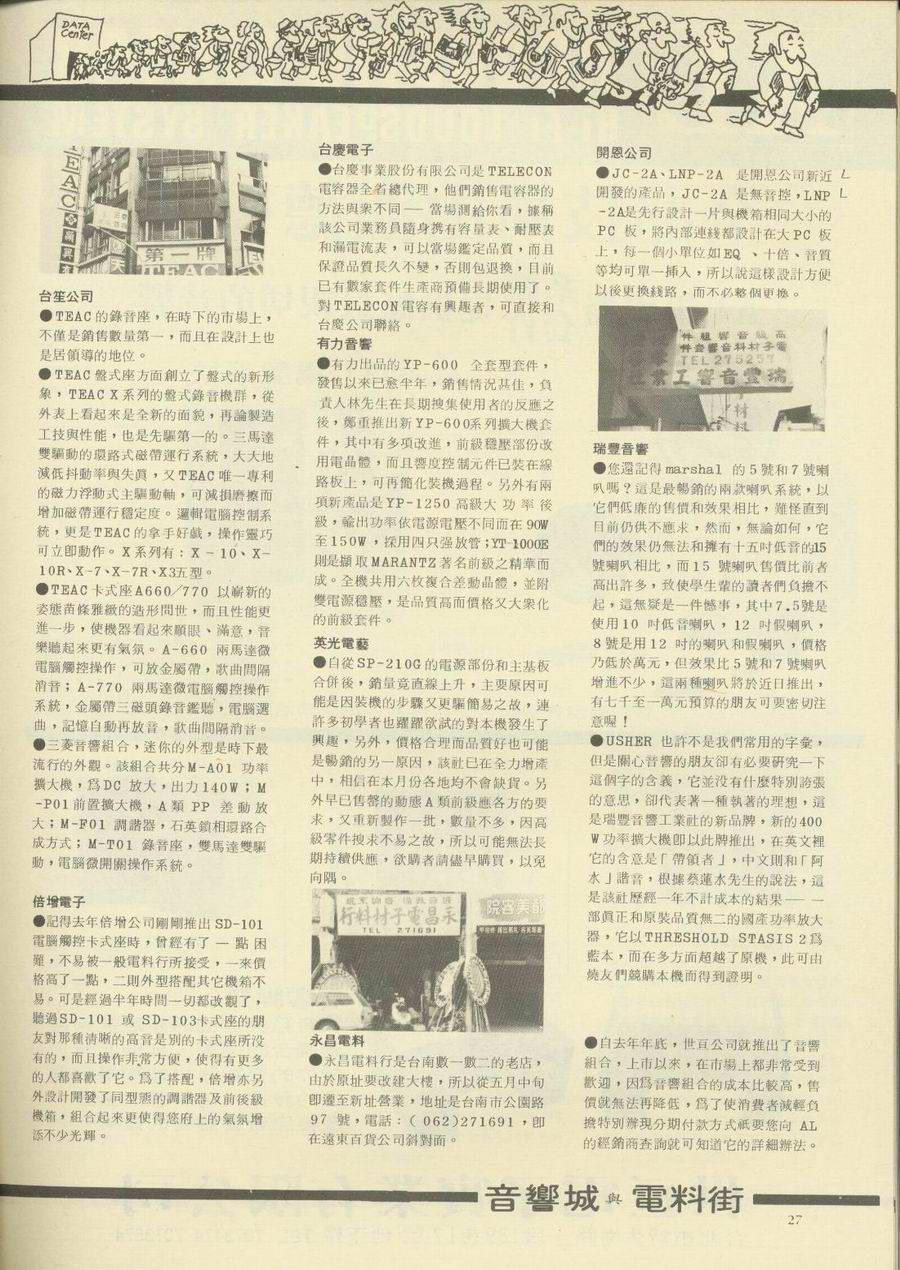 DATA
Center
TEAC
第一牌
TEAC
台笙公司
●TEAC的錄音座，在時下的市場上，
不僅是銷售數量第一，而且在設計上也
是居領導的地位。
●TEAC盤式座方面創立了盤式的新形
象，TEAC X系列的盤式錄音機群，從
外表上看起來是全新的面貌，再論製造
工技與性能，也是先驅第一的。三馬達
雙驅動的環路式磁帶運行系統，大大地
減低抖動率與失眞，又TEAC唯一專利
的磁力浮動式主驅動軸，可減損磨擦而
增加磁帶運行穩定度。邏輯電腦控制系
統，更是TEAC的拿手好戲，操作靈巧
可立卽動作。X系列有：X－10、X－
10R、X-7、X-7R、X3五型。
●TEAC卡式座A660╱770 以嶄新的
姿態苗條雅緻的造形問世，而且性能更
進一步，使機器看起來順眼、滿意，音
樂聽起來更有氣氛。A-660 兩馬達微
電腦觸控操作，可放金屬帶，歌曲間隔
消音；A-770 兩馬達微電腦觸控操作
系統，金屬帶三磁頭錄音鑑聽，電腦選
曲，記憶自動再放音，歌曲間隔消音。
●三菱音響組合，迷你的外型是時下最
流行的外觀。該組合共分M-A01 功率
擴大機，爲DC 放大，出力140W；M
-P01前置擴大機，A類 PP 差動放
大；M-F01 調諧器，石英鎖相環路合
成方式；M-T01 錄音座，雙馬達雙驅
動，電腦微開關操作系統。
倍增電子
●記得去年倍增公司剛剛推出SD-101
電腦觸控卡式座時，曾經有了一點困
難，不易被一般電料行所接受，一來價
格高了一點，二則外型搭配其它機箱不
易。可是經過半年時間一切都改觀了，
聽過SD-101 或 SD-103卡式座的朋
友對那種清晰的高音是別的卡式座所沒
有的，而且操作非常方便，使得有更多
的人都喜歡了它。爲了搭配，倍增亦另
外設計開發了同型態的調諧器及前後級
機箱，組合起來更使得您府上的氣氛增
添不少光輝。
台慶電子
●台慶事業股份有限公司是TELECON
電容器全省總代理，他們銷售電容器的
方法與衆不同——當場測給你看，據稱
該公司業務員隨身携有容量表、耐壓表
和漏電流表，可以當場鑑定品質，而且
保證品質長久不變，否則包退換，目前
已有數家套件生產商預備長期使用了。
對TELECON電容有興趣者，可直接和
台慶公司聯絡。
有力音響
●有力出品的YP-600 全套型套件，
發售以來已愈半年，銷售情況甚佳，負
責人林先生在長期搜集使用者的反應之
後，鄭重推出新YP-600系列擴大機套
件，其中有多項改進，前級穩壓部份改
用電晶體，而且響度控制元件已裝在線
路板上，可再簡化裝機過程。另外有兩
項新產品是YP-1250高級大功率後
級，輸出功率依電源電壓不同而在90W
至150W，採用四只强放管；YT-1000E
則是擷取MARANTZ著名前級之精華而
成。全機共用六枚複合差動晶體，並附
雙電源穩壓，是品質高而價格又大衆化
的前級套件。
英光電藝
●自從SP-210G的電源部份和主基板
合併後，銷量竟直線上升，主要原因可
能是因裝機的步驟又更驅簡易之故，連
許多初學者也躍躍欲試的對本機發生了
興趣，另外，價格合理而品質好也可能
是暢銷的另一原因，該社已在全力增產
中，相信在本月份各地均不會缺貨。另
外早已售罄的動態A類前級應各方的要
求，又重新製作一批，數量不多，因高
級零件搜求不易之故，所以可能無法長
期持續供應，欲購者請儘早購買，以免
向隅。
行料材子電昌永
TEL 271691
院客美都
永昌電料
●永昌電料行是台南數一數二的老店，
由於原址要改建大樓，所以從五月中旬
卽遷至新址營業，地址是台南市公園路
97 號，電話：（ 062)271691 ，卽
在遠東百貨公司斜對面。
開恩公司
●JC-2A、LNP-2A 是開恩公司新近
開發的產品，JC-2A 是無音控，LNP
-2A是先行設計一片與機箱相同大小的
PC 板，將內部連綫都設計在大PC 板
上，每一個小單位如EQ 、十倍、音質
等均可單一挿入，所以說這樣設計方便
以後更換綫路，而不必整個更換。
件組響音級高
件套響音料材子電
TEL275257
業工響音豐瑞
瑞豐音響
●您還記得marshal 的5號和7號喇
叭嗎？這是最暢銷的兩款喇叭系統，以
它們低廉的售價和效果相比，難怪直到
目前仍供不應求，然而，無論如何，它
們的效果仍無法和擁有十五吋低音的15
號喇叭相比，而15 號喇叭售價比前者
高出許多，致使學生輩的讀者們負擔不
起，這無疑是一件憾事，其中7.5號是
使用10 吋低音喇叭，12 吋假喇叭，
8號是用12 吋的喇叭和假喇叭，價格
乃低於萬元，但效果比5號和7號喇叭
增進不少，這兩種喇叭將於近日推出，
有七千至一萬元預算的朋友可要密切注
意喔！
●USHER 也許不是我們常用的字彙，
但是關心音響的朋友卻有必要硏究一下
這個字的含義，它並沒有什麼特別誇張
的意思，卻代表著一種執著的理想，這
是瑞豐音響工業社的新品牌，新的400
W功率擴大機卽以此牌推出，在英文裡
它的含意是「帶領者」，中文則和「阿
水」諧音，根據蔡蓮水先生的說法，這
是該社歷經一年不計成本的結果——一
部眞正和原裝品質無二的國產功率放大
器，它以THRESHOLD STASIS 2爲
藍本，而在多方面超越了原機，此可由
燒友們競購本機而得到證明。
●自去年年底，世亘公司就推出了音響
組合，上市以來，在市場上都非常受到
歡迎，因爲音響組合的成本比較高，售
價就無法再降低，爲了使消費者減輕負
擔特別辦現分期付款方式祇要您向 AL
的經銷商查詢就可知道它的詳細辦法。
音響城與電料街
27